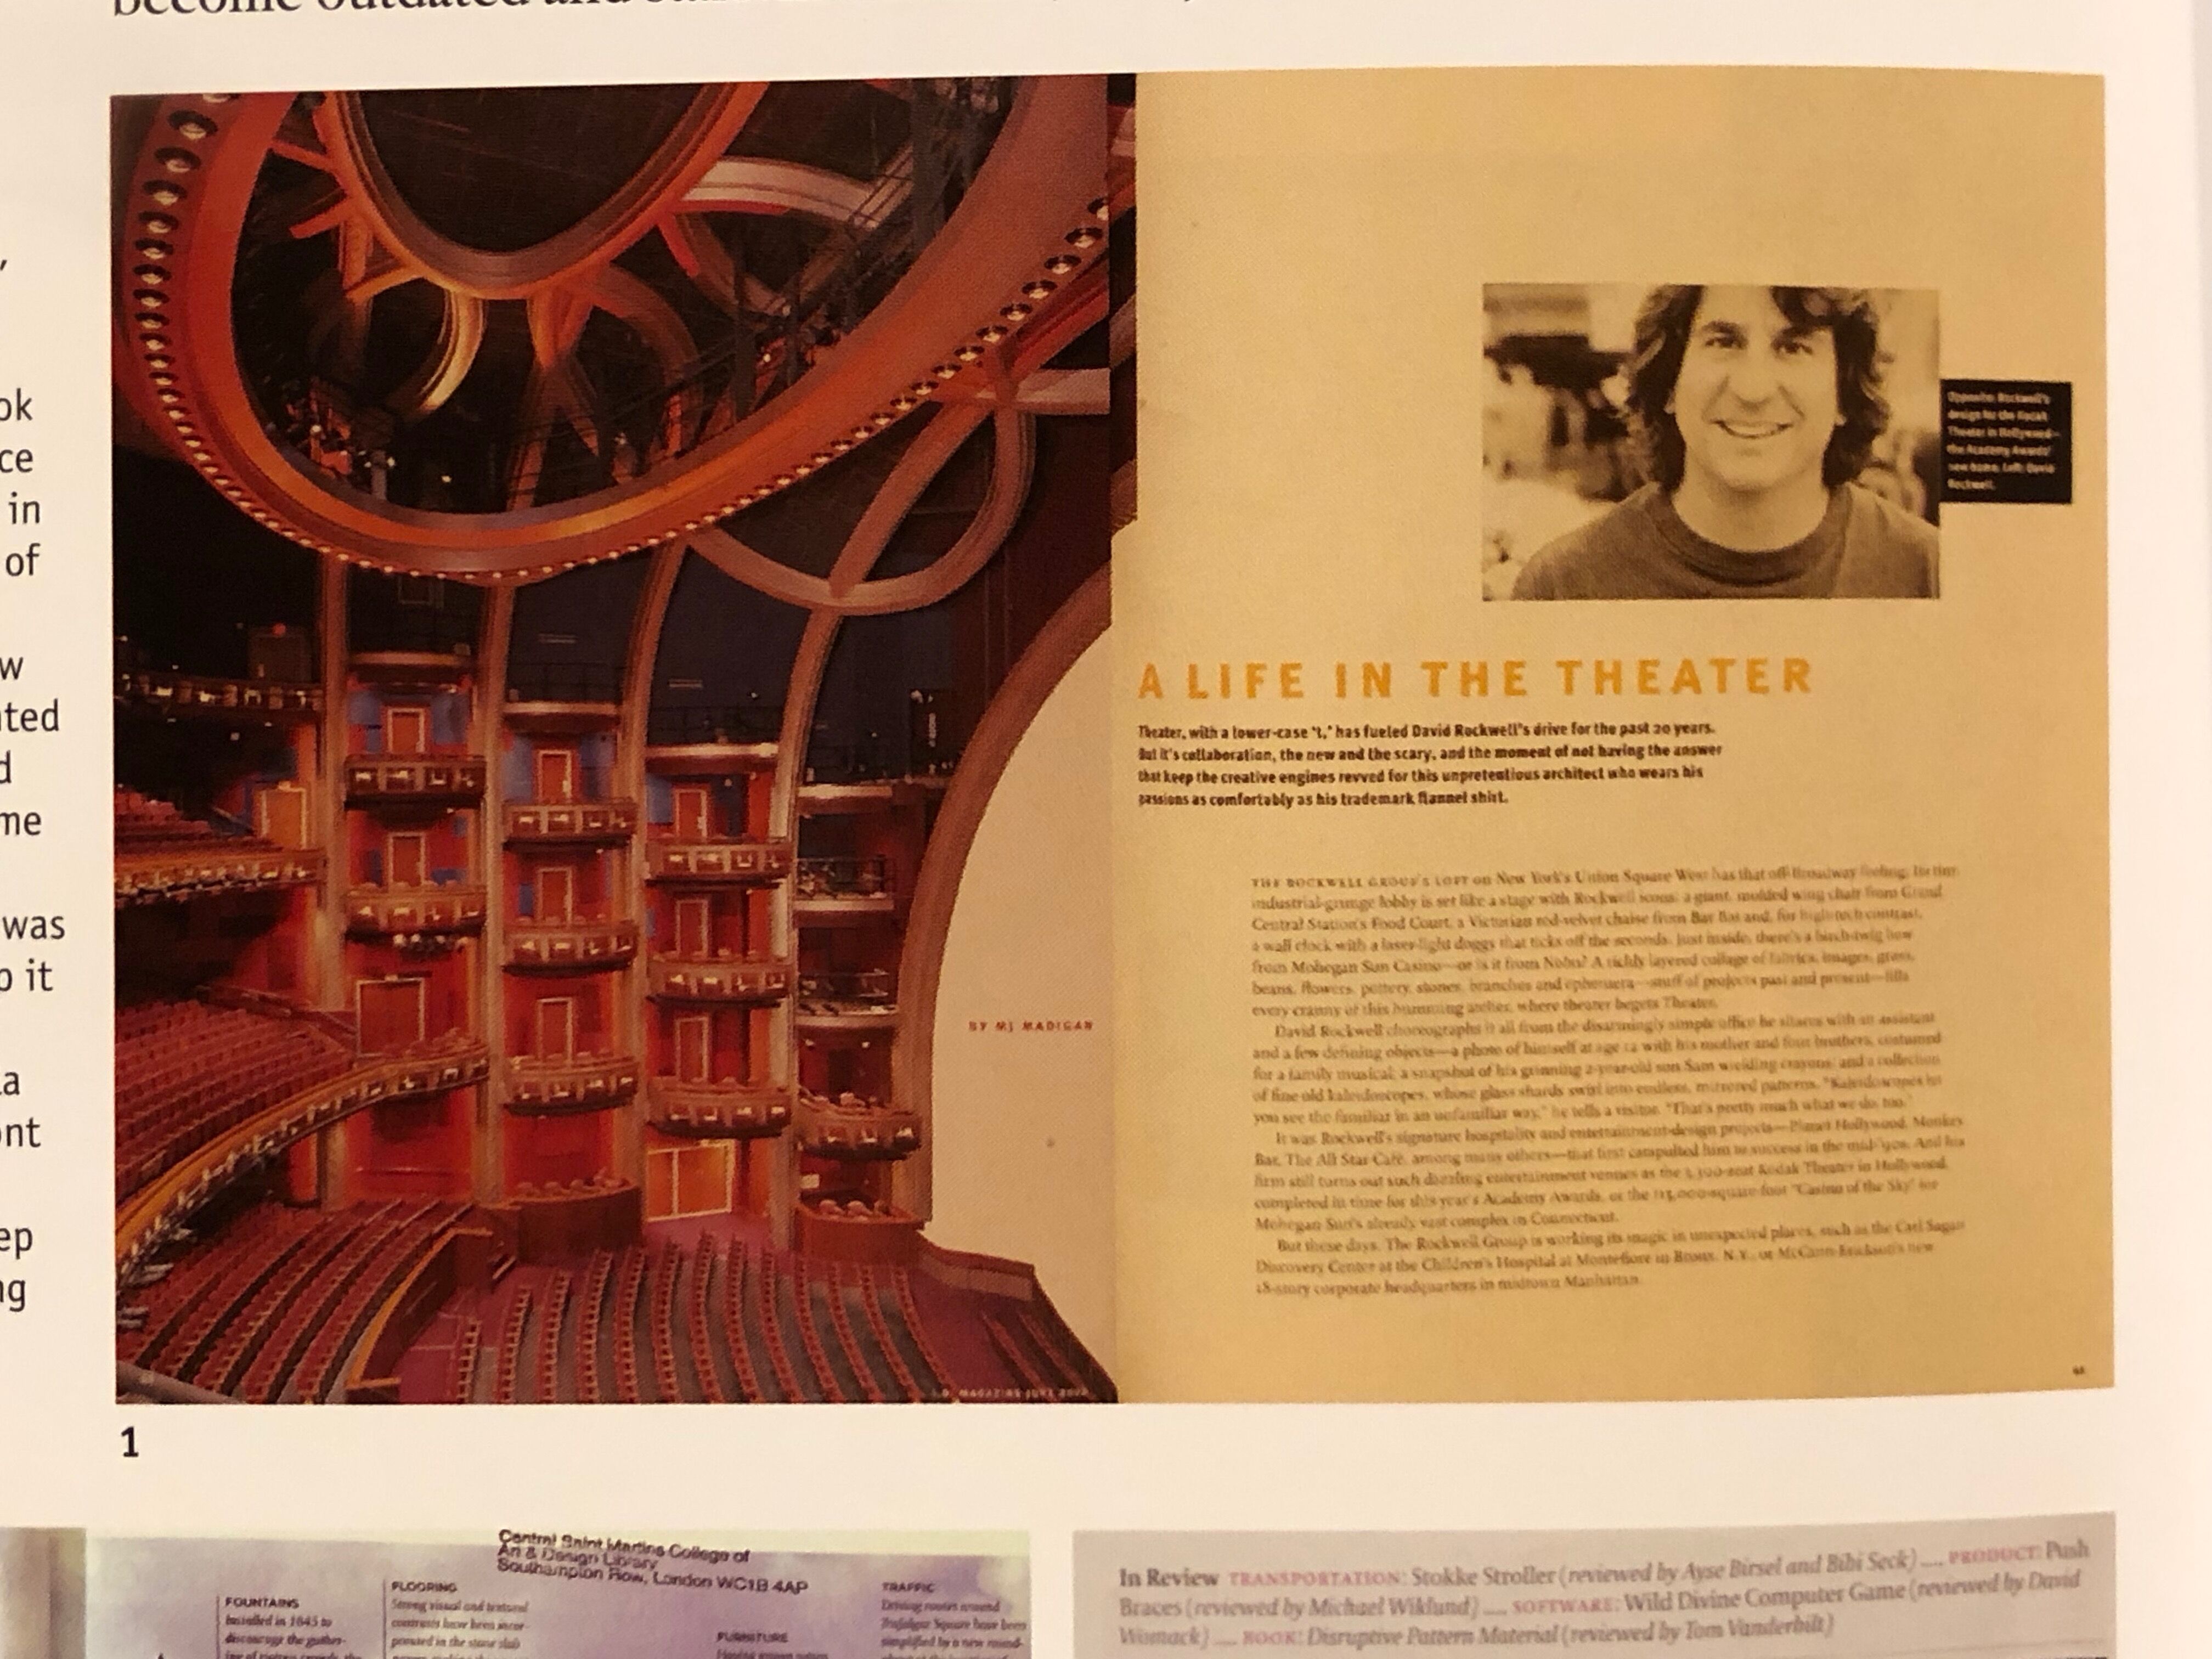 become outdated and
ok
ce
in
of
w
ated
d
me
was
o it
la
ont
ep
ng
Opposite: Rockwell's
design for the Kodak
Theater in Hollywood—
the Academy Awards'
new home. Left: David
Rockwell.
A LIFE IN THE THEATER
Theater, with a lower-case 't,' has fueled David Rockwell's drive for the past 20 years.
But it's collaboration, the new and the scary, and the moment of not having the answer
that keep the creative engines revved for this unpretentious architect who wears his
passions as comfortably as his trademark flannel shirt.
BY MJ MADIGAN
THE ROCKWELL GROUP'S LOFT on New York's Union Square West has that off-Broadway feeling. Its tiny
industrial-grunge lobby is set like a stage with Rockwell icons: a giant, molded wing chair from Grand
Central Station's Food Court, a Victorian red-velvet chaise from Bar Bat and, for high-tech contrast,
a wall clock with a laser-light doggy that ticks off the seconds. Just inside, there's a birch-twig
from Mohegan Sun Casino—or is it from Nobu? A richly layered collage of fabrics, images, grass,
beans, flowers, pottery, stones, branches and ephemera—stuff of projects past and present—fills
every cranny of this humming atelier, where theater begets Theater.
David Rockwell choreographs it all from the disarmingly simple office he shares with an assistant
and a few defining objects—a photo of himself at age 12 with his mother and four brothers, costumed
for a family musical; a snapshot of his grinning 2-year-old son Sam wielding crayons; and a collection
of fine old kaleidoscopes, whose glass shards swirl into endless, mirrored patterns. "Kaleidoscopes let
you see the familiar in an unfamiliar way," he tells a visitor. "That's pretty much what we do, too."
It was Rockwell's signature hospitality and entertainment-design projects—Planet Hollywood, Monkey
Bar, The All Star Café, among many others—that first catapulted him to success in the mid-'90s. And his
firm still turns out such dazzling entertainment venues as the 3,500-seat Kodak Theater in Hollywood,
completed in time for this year's Academy Awards, or the 115,000-square-foot "Casino of the Sky" for
Mohegan Sun's already vast complex in Connecticut.
But these days, The Rockwell Group is working its magic in unexpected places, such as the Carl Sagan
Discovery Center at the Children's Hospital at Montefiore in Bronx, N.Y., or McCann-Erickson's new
18-story corporate headquarters in midtown Manhattan.
I.D. MAGAZINE JUNE 2002
1
Central Saint Martins College of
Art & Design Library
Southampton Row, London WC1B 4AP
FOUNTAINS
Installed in 1845 to
discourage the gather-
FLOORING
Strong visual and textural
contrasts have been incor-
porated in the stone slab
FURNITURE
TRAFFIC
Driving routes around
Trafalgar Square have been
simplified by a new round-
In Review TRANSPORTATION: Stokke Stroller (reviewed by Ayse Birsel and Bibi Seck) .... PRODUCT: Push
Braces (reviewed by Michael Wiklund) .... SOFTWARE: Wild Divine Computer Game (reviewed by David
Womack) .... BOOK: Disruptive Pattern Material (reviewed by Tom Vanderbilt)